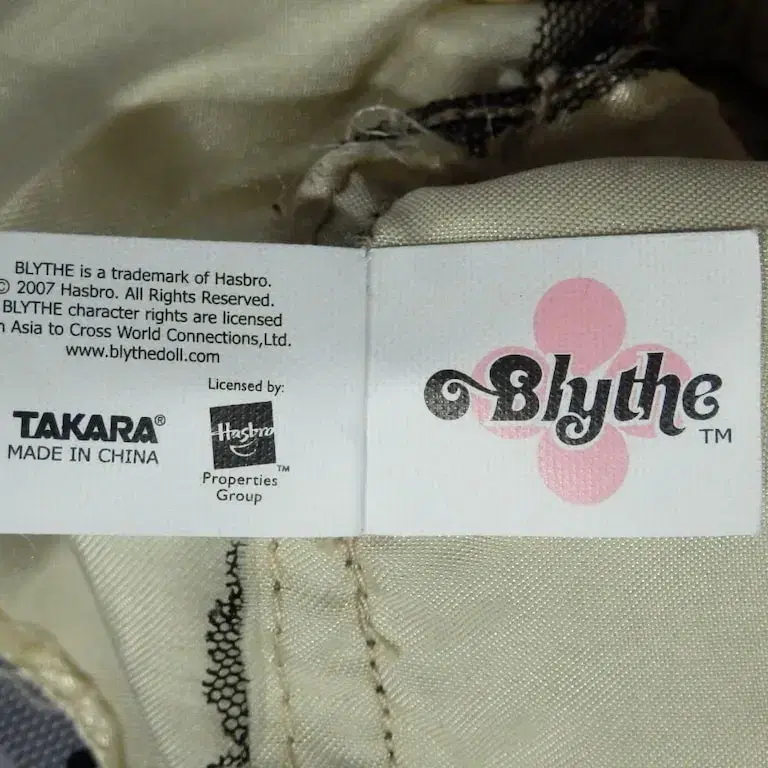 BLYTHE is a trademark of Hasbro.
© 2007 Hasbro. All Rights Reserved.
BLYTHE character rights are licensed
Asia to Cross World Connections,Ltd.
www.blythedoll.com
Licensed by:
TAKARA®
MADE IN CHINA
Hasbro
TM
Properties
Group
Blythe
TM